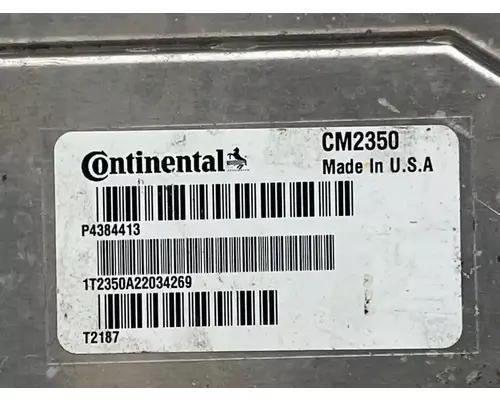 Continental
CM2350
Made In U.S.A
P4384413
1T2350A22034269
T2187